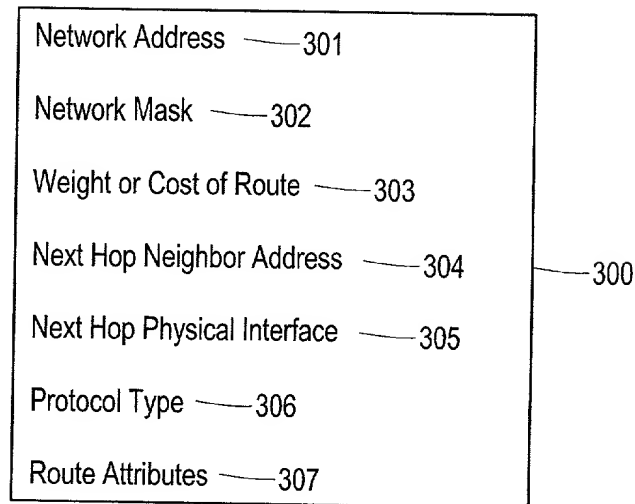 Network Address 301
Network Mask 302
Weight or Cost of Route 303
Next Hop Neighbor Address 304
300
Next Hop Physical Interface 305
Protocol Type 306
Route Attributes 307